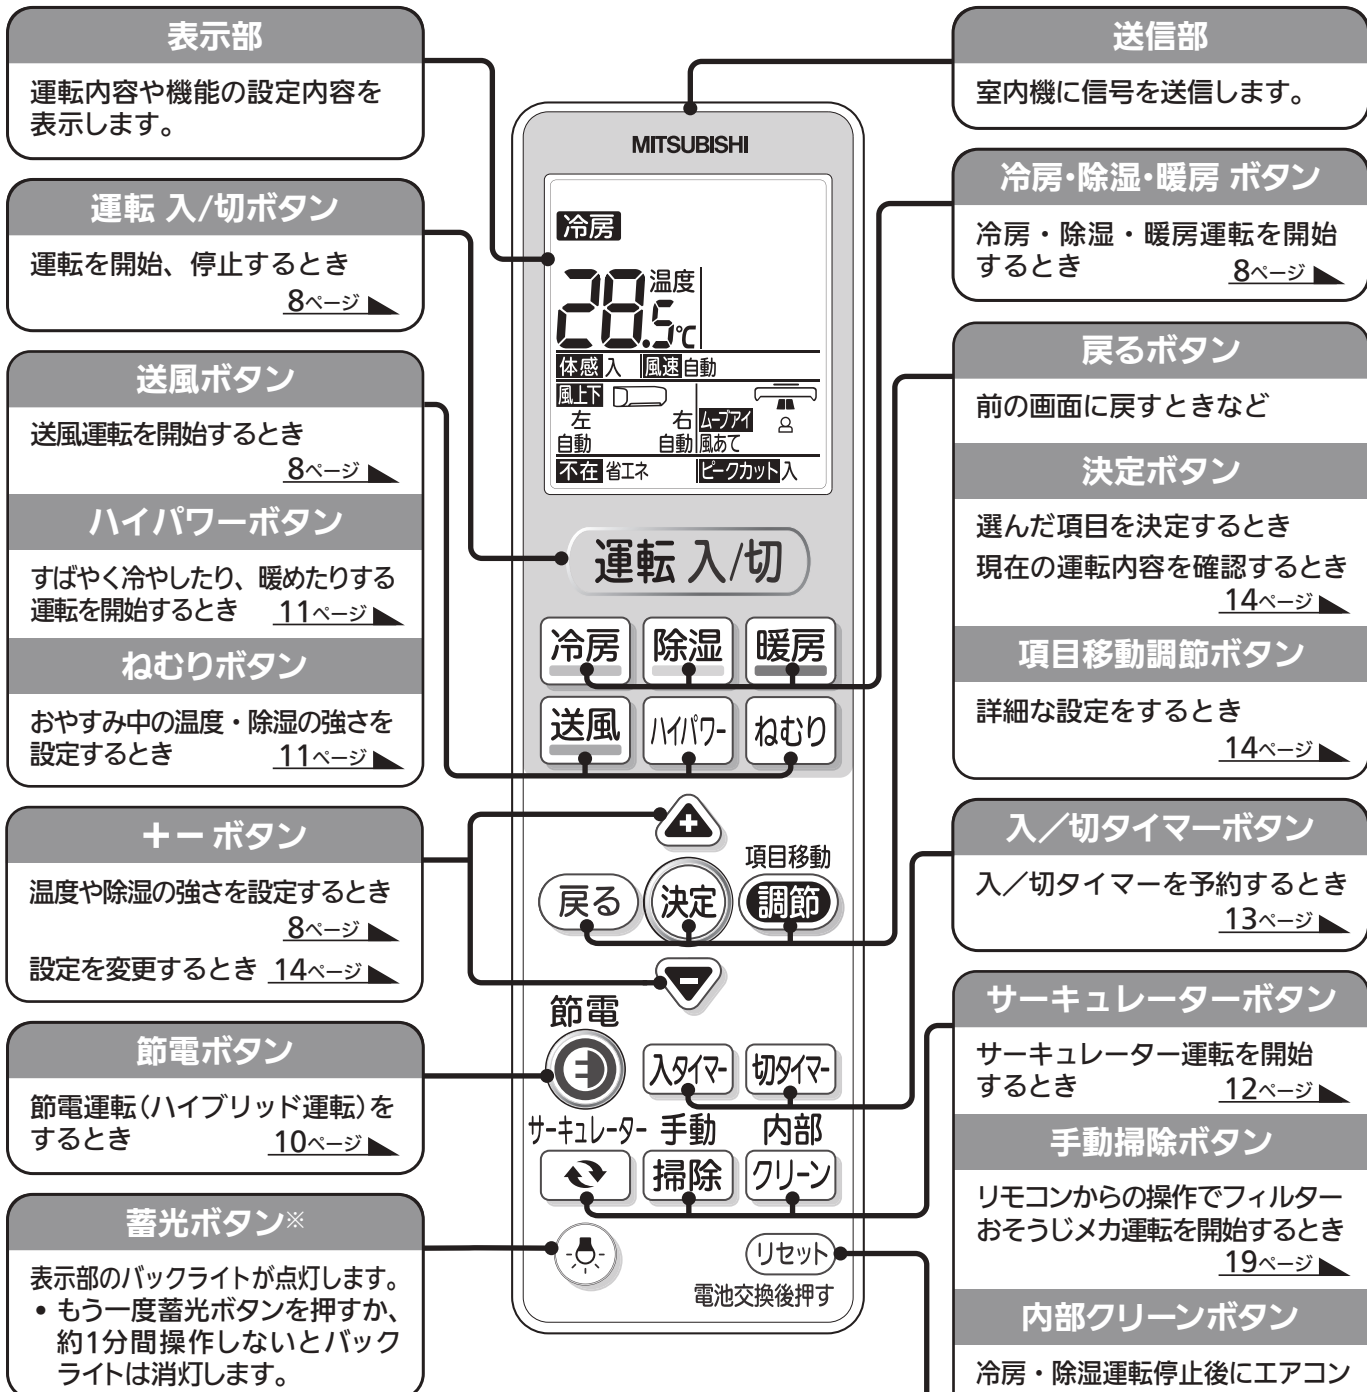 表示部
運転内容や機能の設定内容を
表示します。
運転 入/切ボタン
運転を開始、停止するとき
8ページ
送風ボタン
送風運転を開始するとき
8ページ
ハイパワーボタン
すばやく冷やしたり、暖めたりする
運転を開始するとき 11ページ
ねむりボタン
おやすみ中の温度・除湿の強さを
設定するとき 11ページ
＋－ボタン
温度や除湿の強さを設定するとき
8ページ
設定を変更するとき 14ページ
節電ボタン
節電運転(ハイブリッド運転)を
するとき 10ページ
蓄光ボタン※
表示部のバックライトが点灯します。
• もう一度蓄光ボタンを押すか、
約1分間操作しないとバック
ライトは消灯します。
MITSUBISHI
冷房
28.5℃ 温度
体感 入 風速 自動
風上下
左 右 ムーブアイ
自動 自動 風あて
不在 省エネ ピークカット 入
運転 入/切
冷房 除湿 暖房
送風 ハイパワー ねむり
+
項目移動
戻る 決定 調節
-
節電
入タイマー 切タイマー
サーキュレーター 手動 内部
掃除 クリーン
リセット
電池交換後押す
送信部
室内機に信号を送信します。
冷房･除湿･暖房 ボタン
冷房・除湿・暖房運転を開始
するとき 8ページ
戻るボタン
前の画面に戻すときなど
決定ボタン
選んだ項目を決定するとき
現在の運転内容を確認するとき
14ページ
項目移動調節ボタン
詳細な設定をするとき
14ページ
入／切タイマーボタン
入／切タイマーを予約するとき
13ページ
サーキュレーターボタン
サーキュレーター運転を開始
するとき 12ページ
手動掃除ボタン
リモコンからの操作でフィルター
おそうじメカ運転を開始するとき
19ページ
内部クリーンボタン
冷房・除湿運転停止後にエアコン